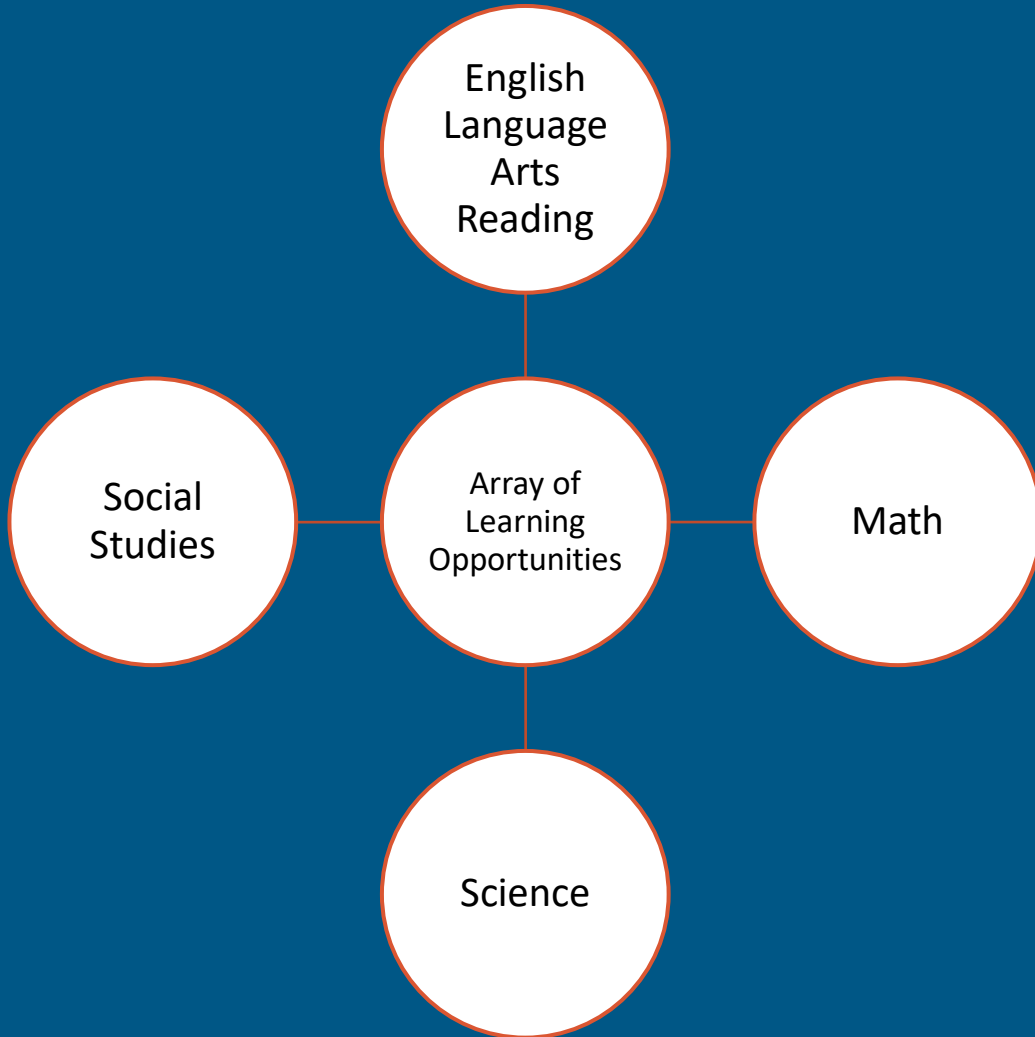 English
Language
Arts
Reading
Social
Studies
Array of
Learning
Opportunities
Math
Science